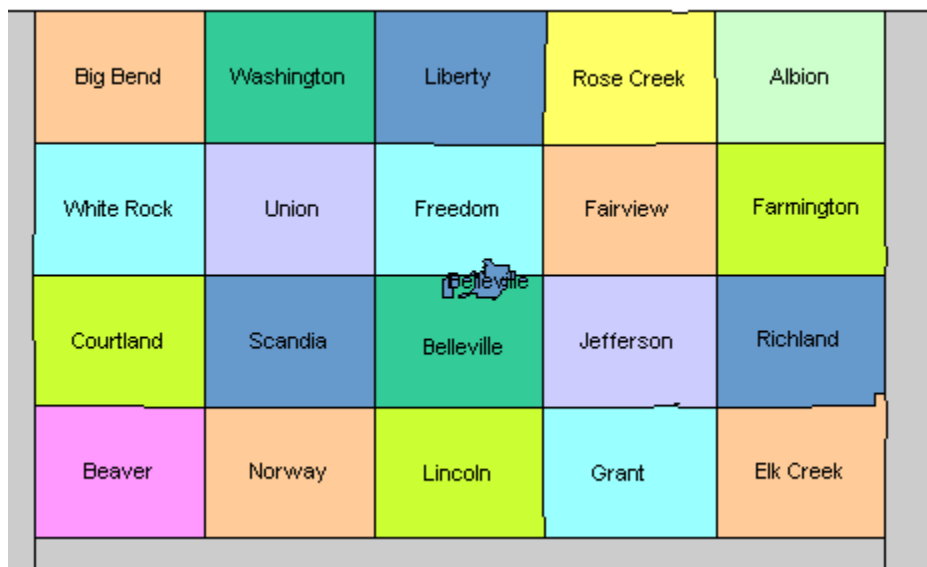 Big Bend
Washington
Liberty
Rose Creek
Albion
White Rock
Union
Freedom
Fairview
Farmington
Belleville
Courtland
Scandia
Belleville
Jefferson
Richland
Beaver
Norway
Lincoln
Grant
Elk Creek